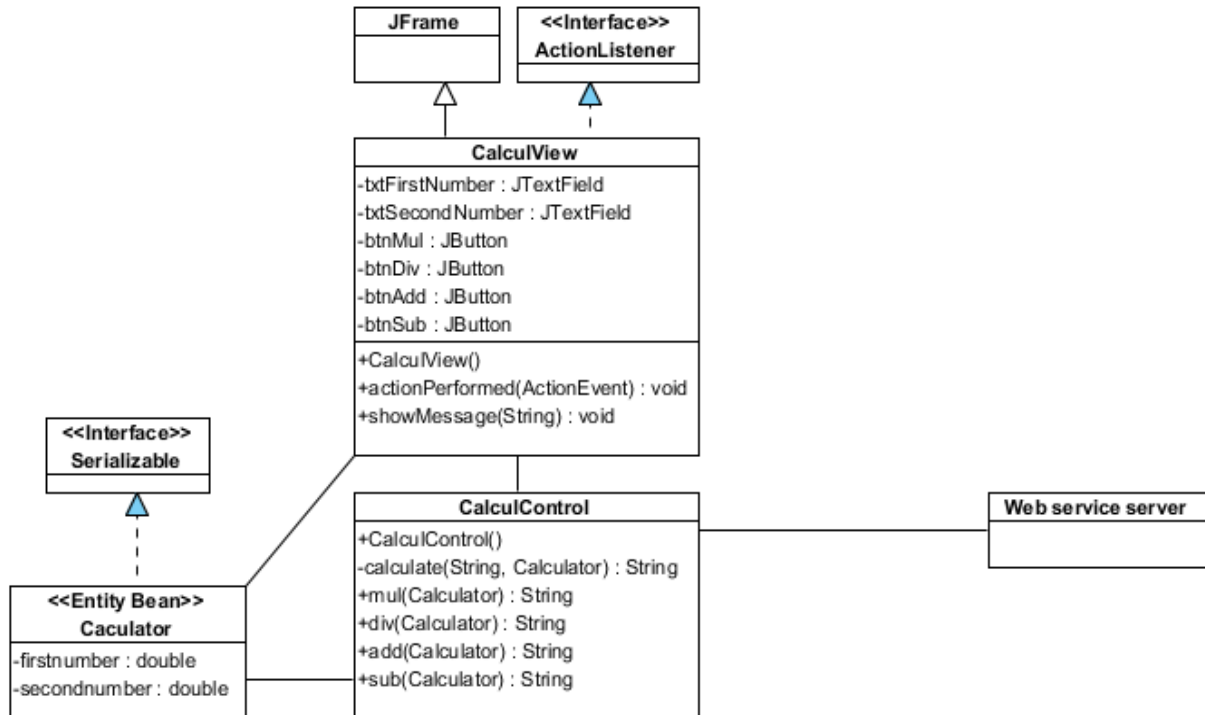 JFrame
<<Interface>>
ActionListener
CalculView
-txtFirstNumber : JTextField
-txtSecondNumber : JTextField
-btnMul : JButton
-btnDiv : JButton
-btnAdd : JButton
-btnSub : JButton
+CalculView()
+actionPerformed(ActionEvent) : void
+showMessage(String) : void
<<Interface>>
Serializable
CalculControl
+CalculControl()
-calculate(String, Calculator) : String
+mul(Calculator) : String
+div(Calculator) : String
+add(Calculator) : String
+sub(Calculator) : String
Web service server
<<Entity Bean>>
Caculator
-firstnumber : double
-secondnumber : double